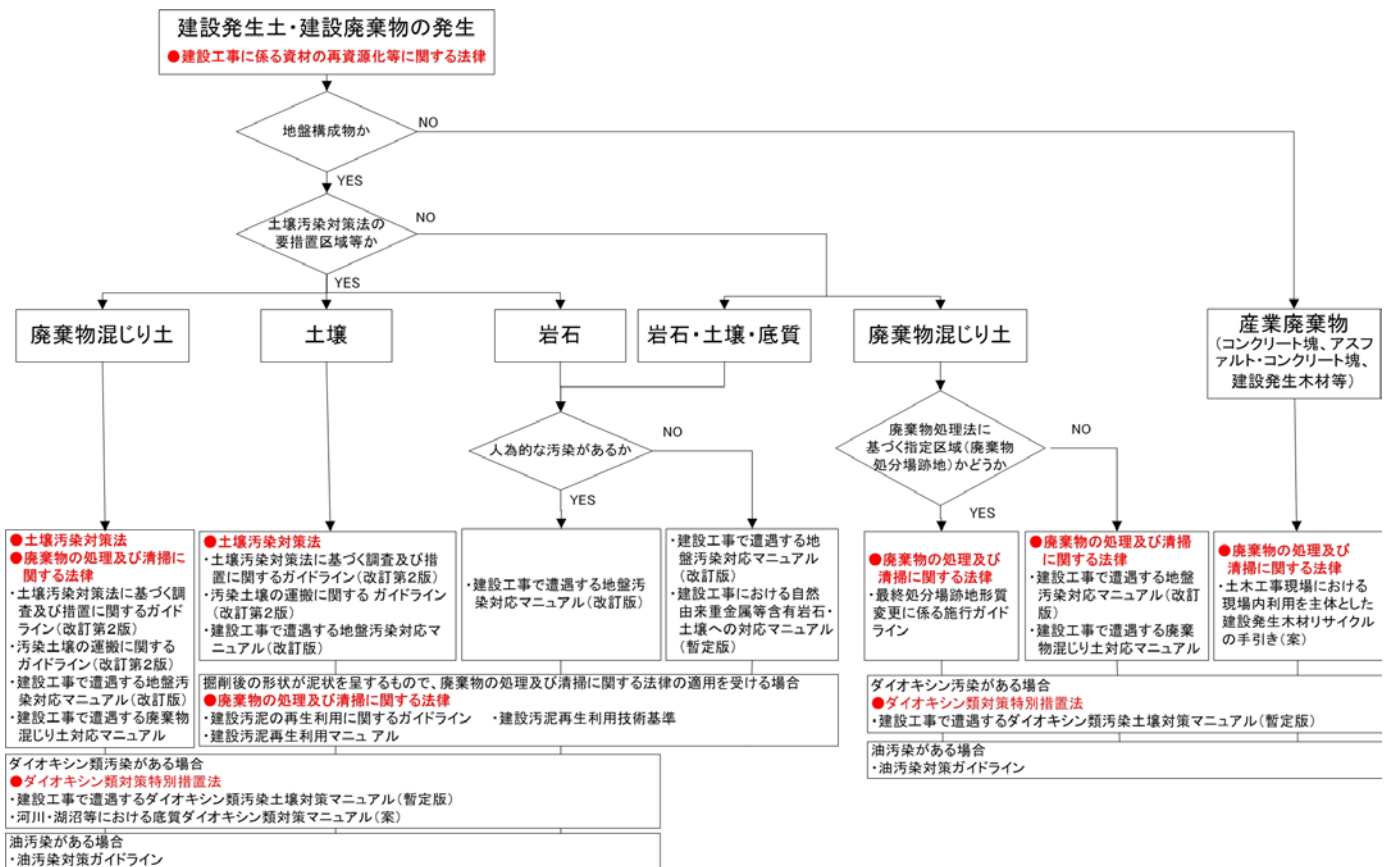 建設発生土・建設廃棄物の発生
●建設工事に係る資材の再資源化等に関する法律
地盤構成物か
NO
YES
土壌汚染対策法の
要措置区域等か
NO
YES
廃棄物混じり土
土壌
岩石
岩石・土壌・底質
廃棄物混じり土
産業廃棄物
(コンクリート塊、アスフ
ァルト・コンクリート塊、
建設発生木材等)
人為的な汚染があるか
NO
YES
廃棄物処理法に
基づく指定区域(廃棄物
処分場跡地)かどうか
NO
YES
●土壌汚染対策法
●廃棄物の処理及び清掃に
関する法律
・土壌汚染対策法に基づく調
査及び措置に関するガイド
ライン(改訂第2版)
・汚染土壌の運搬に関する
ガイドライン(改訂第2版)
・建設工事で遭遇する地盤汚
染対応マニュアル(改訂版)
・建設工事で遭遇する廃棄物
混じり土対応マニュアル
●土壌汚染対策法
・土壌汚染対策法に基づく調査及び措
置に関するガイドライン(改訂第2版)
・汚染土壌の運搬に関する ガイドライン
(改訂第2版)
・建設工事で遭遇する地盤汚染対応マ
ニュアル(改訂版)
・建設工事で遭遇する地盤汚
染対応マニュアル(改訂版)
・建設工事で遭遇する地
盤汚染対応マニュアル
(改訂版)
・建設工事における自然
由来重金属等含有岩石・
土壌への対応マニュアル
(暫定版)
●廃棄物の処理及び
清掃に関する法律
・最終処分場跡地形質
変更に係る施行ガイド
ライン
●廃棄物の処理及び清掃
に関する法律
・建設工事で遭遇する地盤
汚染対応マニュアル(改訂
版)
・建設工事で遭遇する廃棄
物混じり土対応マニュアル
●廃棄物の処理及び
清掃に関する法律
・土木工事現場における
現場内利用を主体とした
建設発生木材リサイクル
の手引き(案)
掘削後の形状が泥状を呈するもので、廃棄物の処理及び清掃に関する法律の適用を受ける場合
●廃棄物の処理及び清掃に関する法律
・建設汚泥の再生利用に関するガイドライン ・建設汚泥再生利用技術基準
・建設汚泥再生利用マニュ アル
ダイオキシン汚染がある場合
●ダイオキシン類対策特別措置法
・建設工事で遭遇するダイオキシン類汚染土壌対策マニュアル(暫定版)
油汚染がある場合
・油汚染対策ガイドライン
ダイオキシン類汚染がある場合
●ダイオキシン類対策特別措置法
・建設工事で遭遇するダイオキシン類汚染土壌対策マニュアル(暫定版)
・河川・湖沼等における底質ダイオキシン類対策マニュアル(案)
油汚染がある場合
・油汚染対策ガイドライン